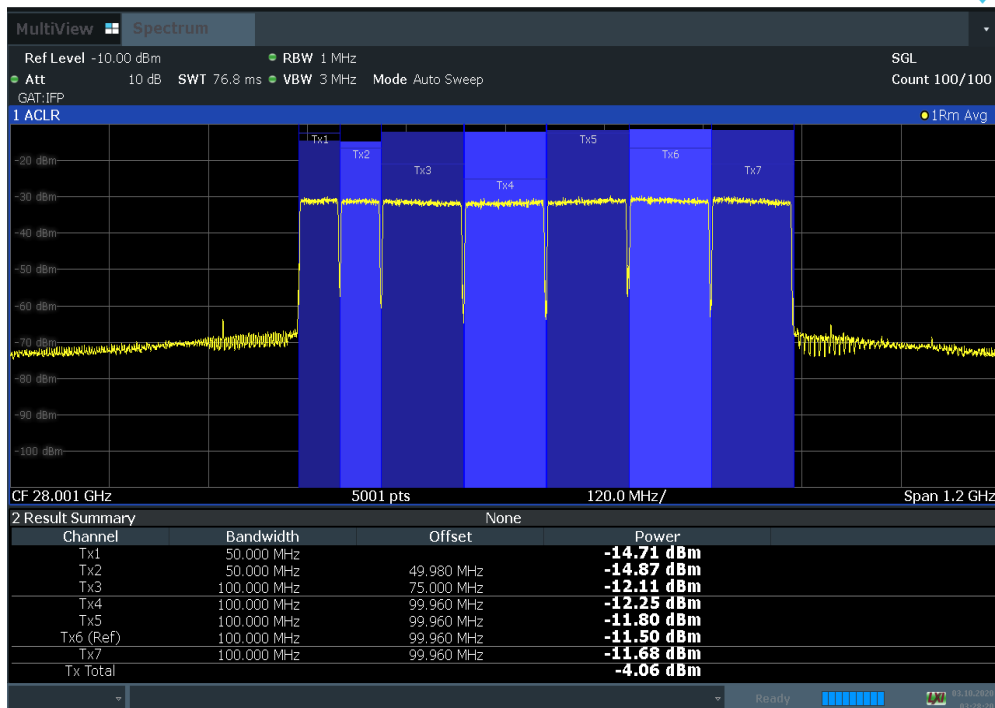 MultiView Spectrum
Ref Level -10.00 dBm RBW 1 MHz SGL
Att 10 dB SWT 76.8 ms VBW 3 MHz Mode Auto Sweep Count 100/100
GAT:IFP
1 ACLR 1Rm Avg
Tx1
Tx2
Tx3
Tx4
Tx5
Tx6
Tx7
-20 dBm
-30 dBm
-40 dBm
-50 dBm
-60 dBm
-70 dBm
-80 dBm
-90 dBm
-100 dBm
CF 28.001 GHz 5001 pts 120.0 MHz/ Span 1.2 GHz
2 Result Summary None
Channel Bandwidth Offset Power
Tx1 50.000 MHz -14.71 dBm
Tx2 50.000 MHz 49.980 MHz -14.87 dBm
Tx3 100.000 MHz 75.000 MHz -12.11 dBm
Tx4 100.000 MHz 99.960 MHz -12.25 dBm
Tx5 100.000 MHz 99.960 MHz -11.80 dBm
Tx6 (Ref) 100.000 MHz 99.960 MHz -11.50 dBm
Tx7 100.000 MHz 99.960 MHz -11.68 dBm
Tx Total -4.06 dBm
Ready LXI 03.10.2020